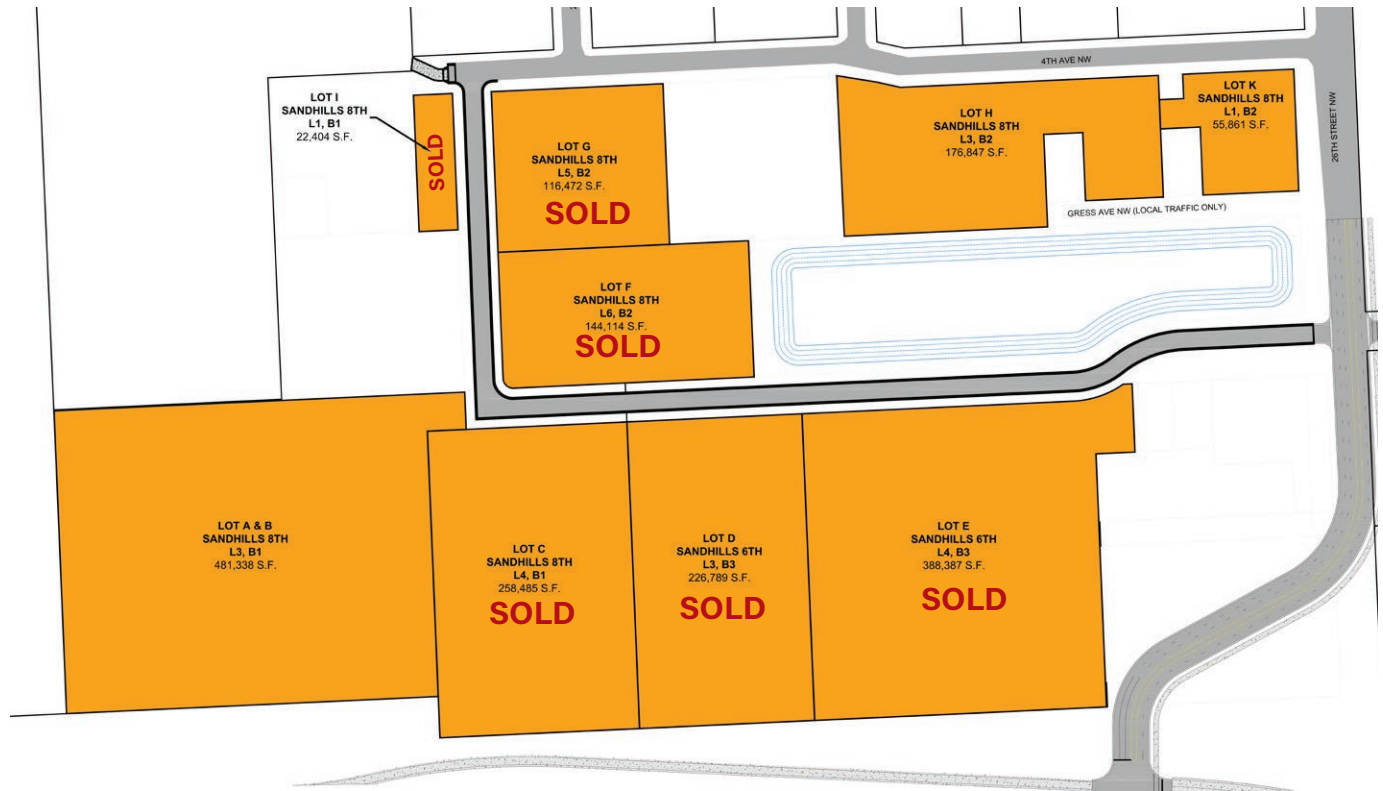 4TH AVE NW
26TH STREET NW
LOT I
SANDHILLS 8TH
L1, B1
22,404 S.F.
SOLD
LOT G
SANDHILLS 8TH
L5, B2
116,472 S.F.
SOLD
LOT H
SANDHILLS 8TH
L3, B2
176,847 S.F.
LOT K
SANDHILLS 8TH
L1, B2
55,861 S.F.
GRESS AVE NW (LOCAL TRAFFIC ONLY)
LOT F
SANDHILLS 8TH
L6, B2
144,114 S.F.
SOLD
LOT A & B
SANDHILLS 8TH
L3, B1
481,338 S.F.
LOT C
SANDHILLS 8TH
L4, B1
258,485 S.F.
SOLD
LOT D
SANDHILLS 6TH
L3, B3
226,789 S.F.
SOLD
LOT E
SANDHILLS 6TH
L4, B3
388,387 S.F.
SOLD